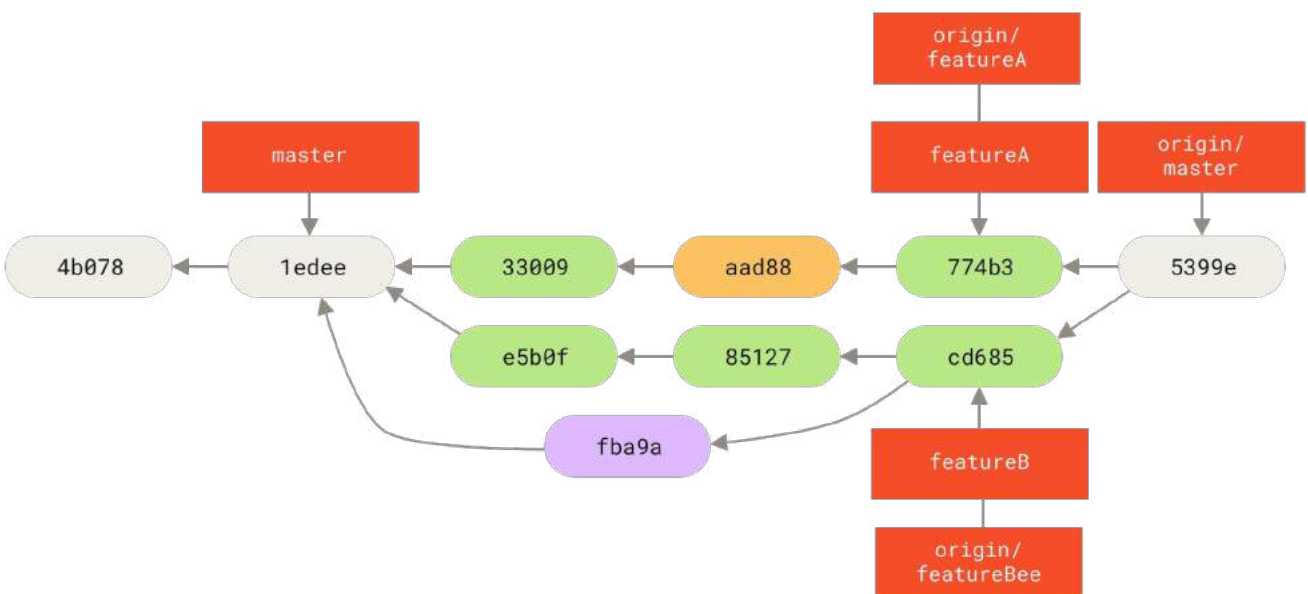 origin/
featureA
master
featureA
origin/
master
4b078
1edee
33009
aad88
774b3
5399e
e5b0f
85127
cd685
fba9a
featureB
origin/
featureBee